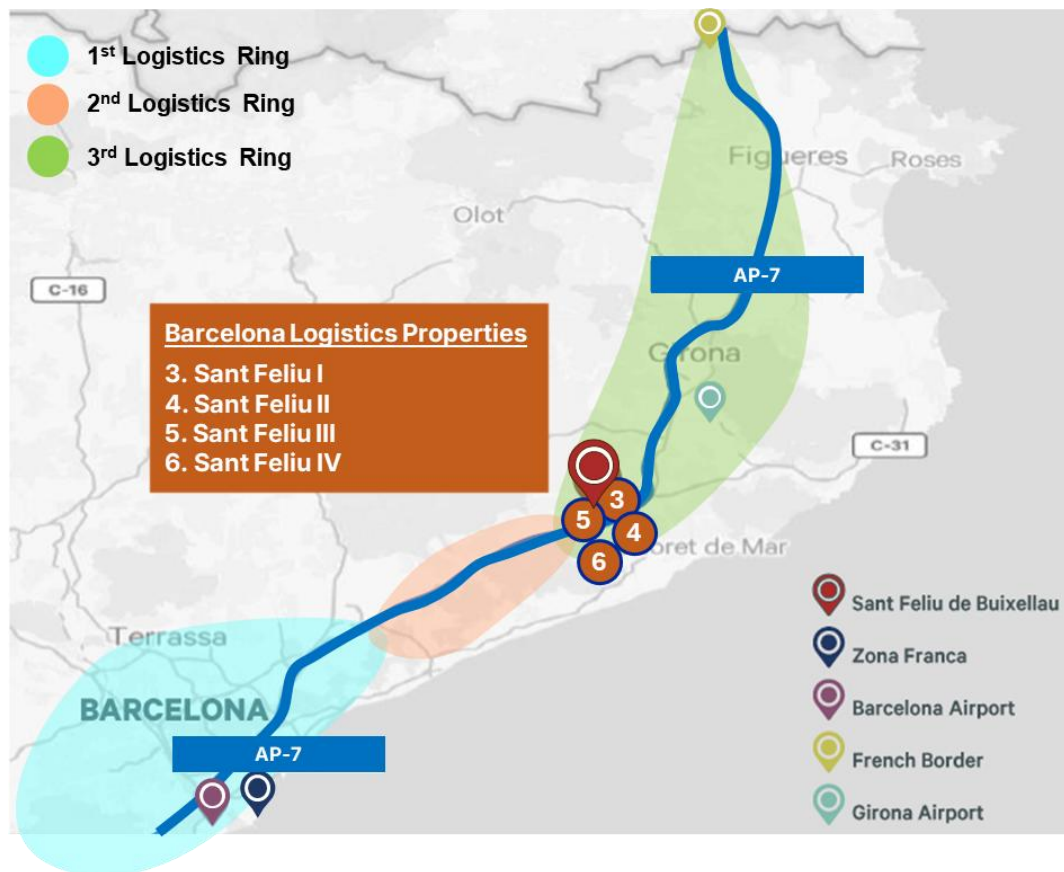 1st Logistics Ring
2nd Logistics Ring
3rd Logistics Ring
Figueres
Roses
Olot
C-16
AP-7
Barcelona Logistics Properties
3. Sant Feliu I
4. Sant Feliu II
5. Sant Feliu III
6. Sant Feliu IV
Girona
C-31
3
5
4
6
oret de Mar
Terrassa
BARCELONA
AP-7
Sant Feliu de Buixellau
Zona Franca
Barcelona Airport
French Border
Girona Airport